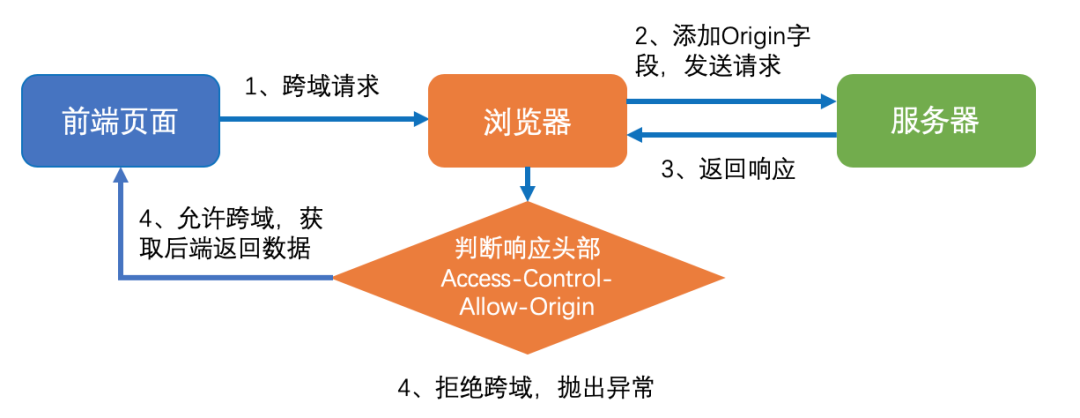 2、添加Origin字
段，发送请求
1、跨域请求
前端页面
浏览器
服务器
3、返回响应
4、允许跨域，获
取后端返回数据
判断响应头部
Access-Control-
Allow-Origin
4、拒绝跨域，抛出异常